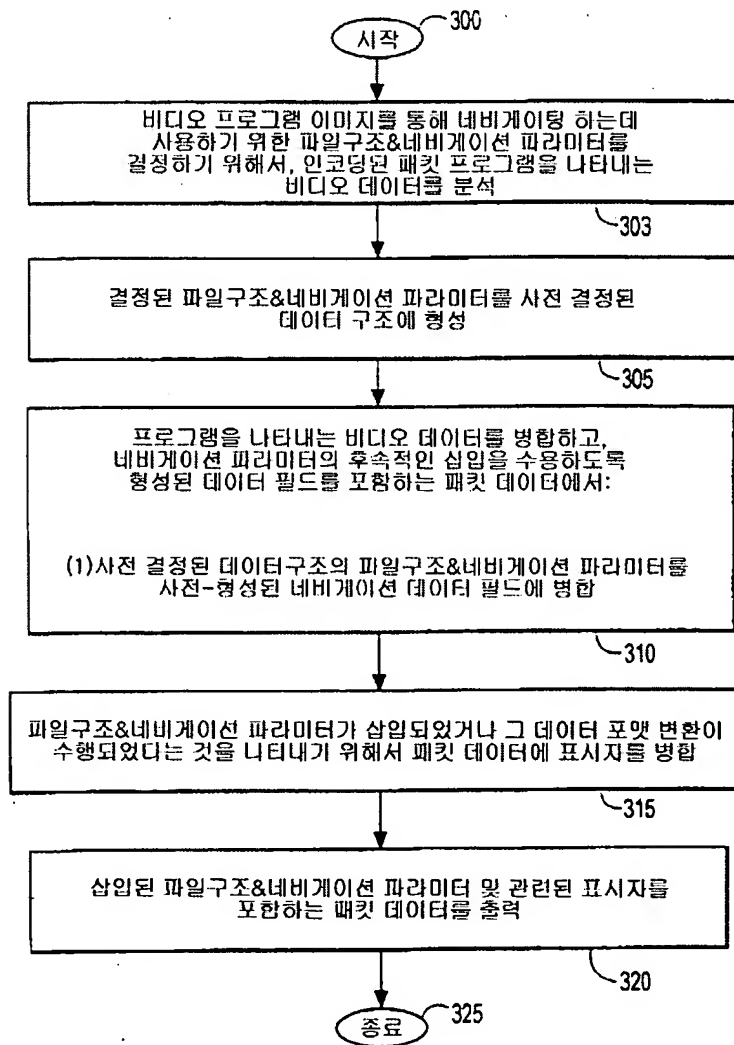 시작
300
비디오 프로그램 이미지를 통해 네비게이팅 하는데
사용하기 위한 파일구조&네비게이션 파라미터를
결정하기 위해서, 인코딩된 패킷 프로그램을 나타내는
비디오 데이터를 분석
303
결정된 파일구조&네비게이션 파라미터를 사전 결정된
데이터 구조에 형성
305
프로그램을 나타내는 비디오 데이터를 병합하고,
네비게이션 파라미터의 후속적인 삽입을 수용하도록
형성된 데이터 필드를 포함하는 패킷 데이터에서:
(1)사전 결정된 데이터구조의 파일구조&네비게이션 파라미터를
사전-형성된 네비게이션 데이터 필드에 병합
310
파일구조&네비게이션 파라미터가 삽입되었거나 그 데이터 포맷 변환이
수행되었다는 것을 나타내기 위해서 패킷 데이터에 표시자를 병합
315
삽입된 파일구조&네비게이션 파라미터 및 관련된 표시자를
포함하는 패킷 데이터를 출력
320
종료
325